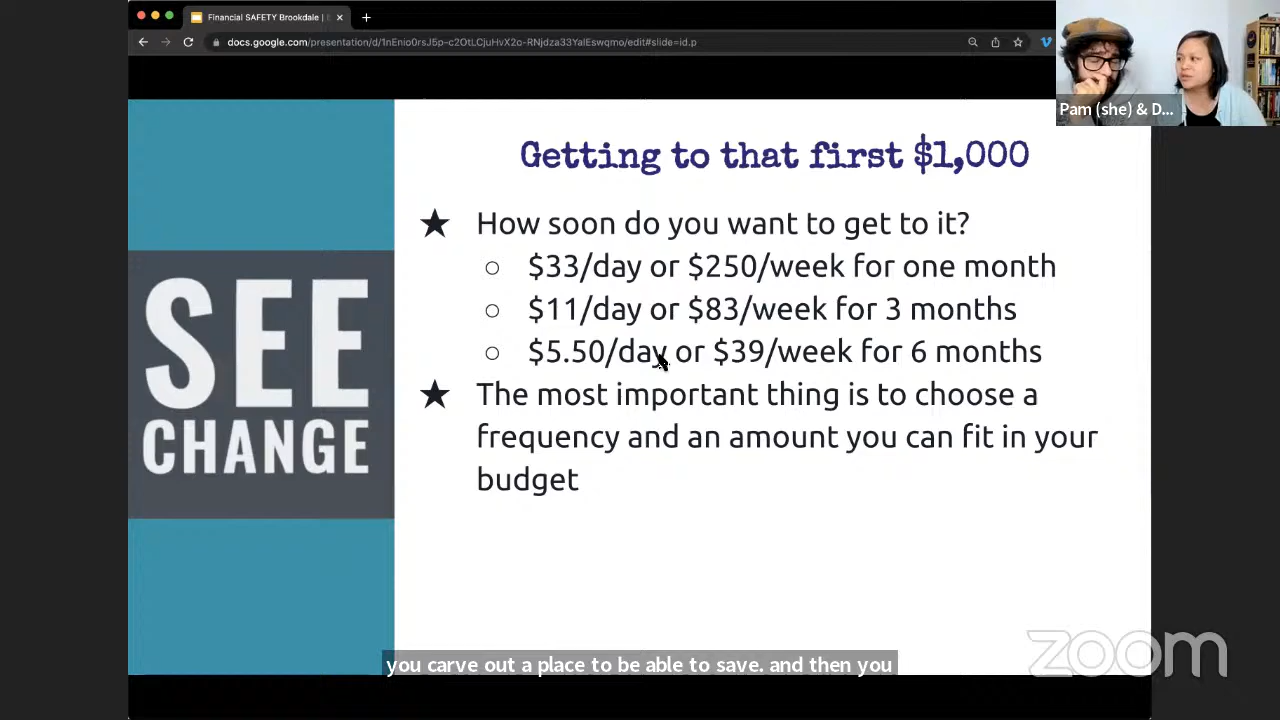 Financial SAFETY Brookdale |
docs.google.com/presentation/d/1nEnio0rsJ5p-c2OtLCjuHvX2o-RNjdza33YalEswqmo/edit#slide=id.p
Pam (she) & D...
Getting to that first $1,000
★ How soon do you want to get to it?
○ $33/day or $250/week for one month
○ $11/day or $83/week for 3 months
○ $5.50/day or $39/week for 6 months
★ The most important thing is to choose a
frequency and an amount you can fit in your
budget
SEE
CHANGE
you carve out a place to be able to save. and then you
zoom